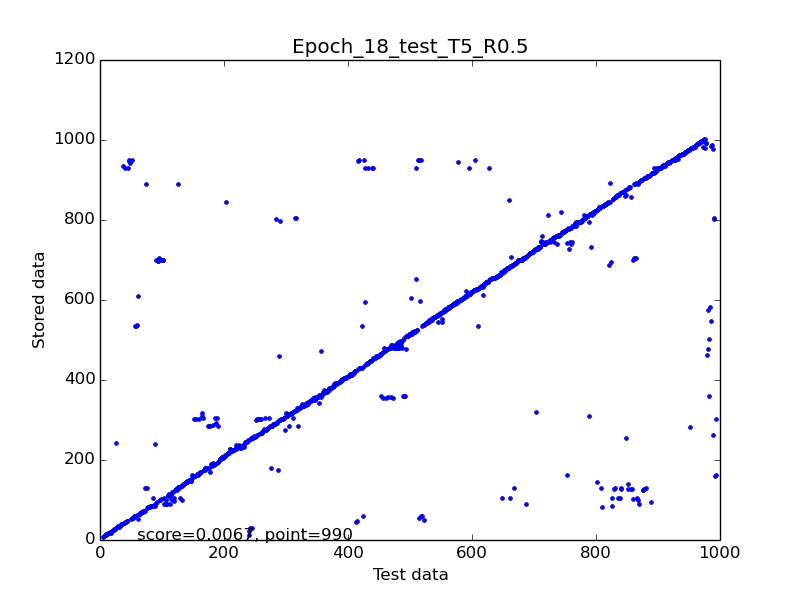 Epoch_18_test_T5_R0.5
1200
1000
800
600
400
200
0
Stored data
score=0.0067, point=990
0 200 400 600 800 1000
Test data